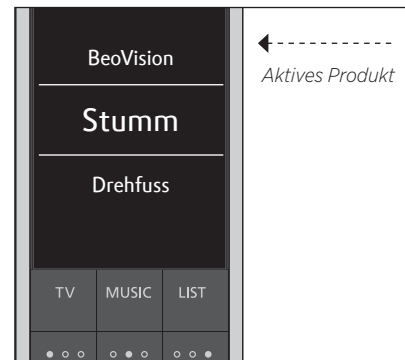 BeoVision
Aktives Produkt
Stumm
Drehfuss
TV MUSIC LIST